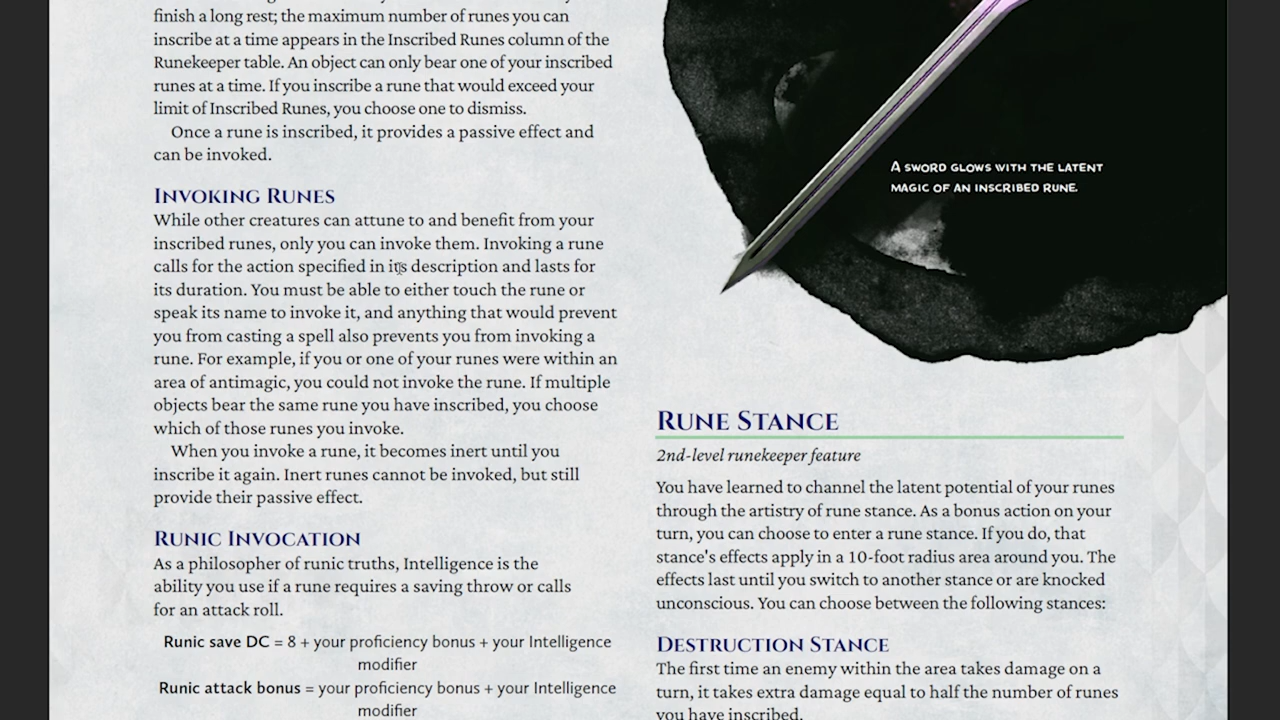 finish a long rest; the maximum number of runes you can
inscribe at a time appears in the Inscribed Runes column of the
Runekeeper table. An object can only bear one of your inscribed
runes at a time. If you inscribe a rune that would exceed your
limit of Inscribed Runes, you choose one to dismiss.
Once a rune is inscribed, it provides a passive effect and
can be invoked.
Invoking Runes
While other creatures can attune to and benefit from your
inscribed runes, only you can invoke them. Invoking a rune
calls for the action specified in its description and lasts for
its duration. You must be able to either touch the rune or
speak its name to invoke it, and anything that would prevent
you from casting a spell also prevents you from invoking a
rune. For example, if you or one of your runes were within an
area of antimagic, you could not invoke the rune. If multiple
objects bear the same rune you have inscribed, you choose
which of those runes you invoke.
When you invoke a rune, it becomes inert until you
inscribe it again. Inert runes cannot be invoked, but still
provide their passive effect.
Runic Invocation
As a philosopher of runic truths, Intelligence is the
ability you use if a rune requires a saving throw or calls
for an attack roll.
Runic save DC = 8 + your proficiency bonus + your Intelligence
modifier
Runic attack bonus = your proficiency bonus + your Intelligence
modifier
A sword glows with the latent
magic of an inscribed rune.
Rune Stance
2nd-level runekeeper feature
You have learned to channel the latent potential of your runes
through the artistry of rune stance. As a bonus action on your
turn, you can choose to enter a rune stance. If you do, that
stance's effects apply in a 10-foot radius area around you. The
effects last until you switch to another stance or are knocked
unconscious. You can choose between the following stances:
Destruction Stance
The first time an enemy within the area takes damage on a
turn, it takes extra damage equal to half the number of runes
you have inscribed.